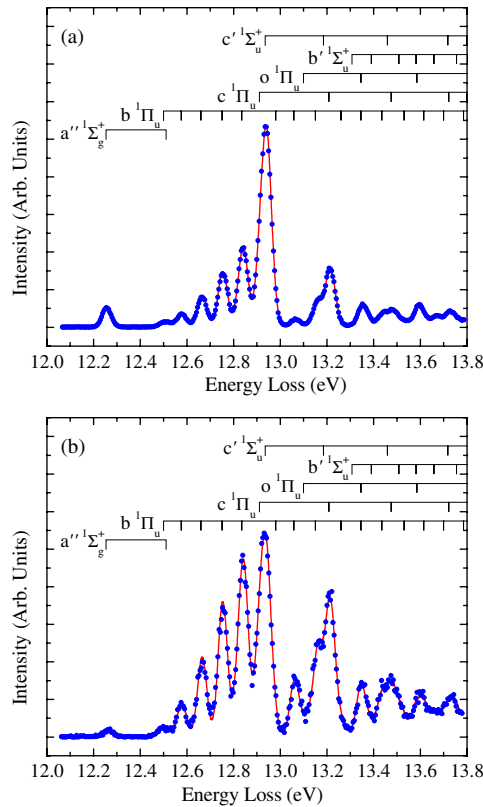 (a)
c′ ¹Σᵤ⁺
b′ ¹Σᵤ⁺
o ¹Πᵤ
c ¹Πᵤ
b ¹Πᵤ
a″ ¹Σg⁺
Intensity (Arb. Units)
12.0 12.2 12.4 12.6 12.8 13.0 13.2 13.4 13.6 13.8
Energy Loss (eV)
(b)
c′ ¹Σᵤ⁺
b′ ¹Σᵤ⁺
o ¹Πᵤ
c ¹Πᵤ
b ¹Πᵤ
a″ ¹Σg⁺
Intensity (Arb. Units)
12.0 12.2 12.4 12.6 12.8 13.0 13.2 13.4 13.6 13.8
Energy Loss (eV)